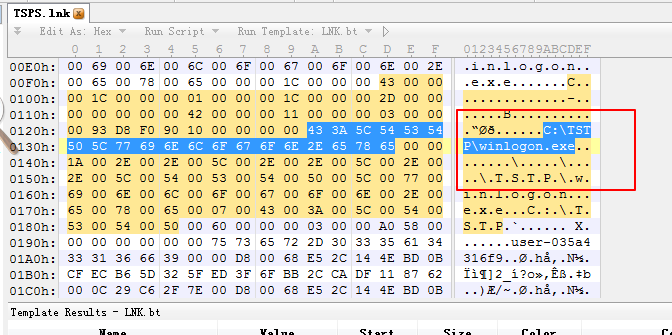 TSPS.lnk
Edit As: Hex Run Script Run Template: LNK.bt
0 1 2 3 4 5 6 7 8 9 A B C D E F 0123456789ABCDEF
00E0h: 00 69 00 6E 00 6C 00 6F 00 67 00 6F 00 6E 00 2E .i.n.l.o.g.o.n..
00F0h: 00 65 00 78 00 65 00 00 00 1C 00 00 00 43 00 00 .e.x.e.......C..
0100h: 00 1C 00 00 00 01 00 00 00 1C 00 00 00 2D 00 00 .............-..
0110h: 00 00 00 00 00 42 00 00 00 11 00 00 00 03 00 00 .....B..........
0120h: 00 93 D8 F0 90 10 00 00 00 00 43 3A 5C 54 53 54 .“Øð......C:\TST
0130h: 50 5C 77 69 6E 6C 6F 67 6F 6E 2E 65 78 65 00 00 P\winlogon.exe..
0140h: 1A 00 2E 00 2E 00 5C 00 2E 00 2E 00 5C 00 2E 00 ......\.....\...
0150h: 2E 00 5C 00 54 00 53 00 54 00 50 00 5C 00 77 00 ..\.T.S.T.P.\.w.
0160h: 69 00 6E 00 6C 00 6F 00 67 00 6F 00 6E 00 2E 00 i.n.l.o.g.o.n...
0170h: 65 00 78 00 65 00 07 00 43 00 3A 00 5C 00 54 00 e.x.e...C.:.\.T.
0180h: 53 00 54 00 50 00 60 00 00 00 03 00 00 A0 58 00 S.T.P.`...... X.
0190h: 00 00 00 00 00 00 75 73 65 72 2D 30 33 35 61 34 ......user-035a4
01A0h: 33 31 36 66 39 00 00 D8 00 68 E5 2C 14 4E BD 0B 316f9..Ø.hå,.N½.
01B0h: CF EC B6 5D 32 5F ED 3F 6F BB 2C CA DF 11 87 62 Ïì¶]2_í?o»,Êß.‡b
01C0h: 00 0C 29 C6 2F 7E 00 D8 00 68 E5 2C 14 4E BD 0B ..)Æ/~.Ø.hå,.N½.
Template Results - LNK.bt
Name Value Start Size Color